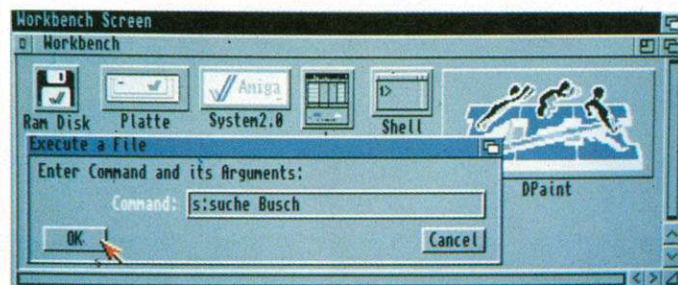 Workbench Screen
Workbench
Amiga
Ram Disk
Platte
System2.0
Shell
1>
DPaint
Execute a File
Enter Command and its Arguments:
Command: s:suche Busch
OK
Cancel